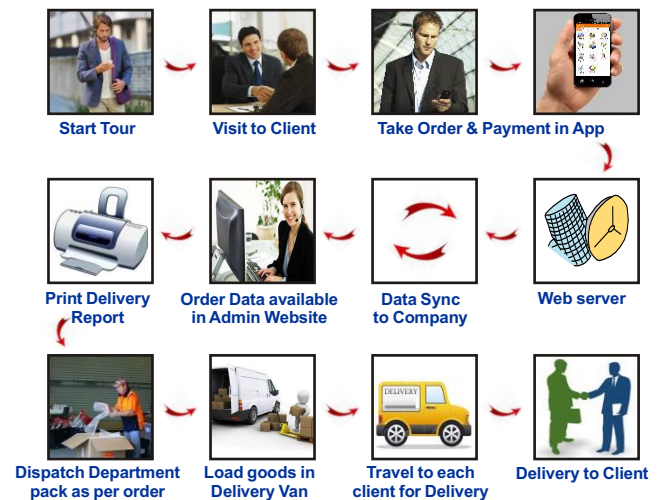 Start Tour
Visit to Client
Take Order & Payment in App
Print Delivery
Report
Order Data available
in Admin Website
Data Sync
to Company
Web server
DELIVERY
Dispatch Department
pack as per order
Load goods in
Delivery Van
Travel to each
client for Delivery
Delivery to Client